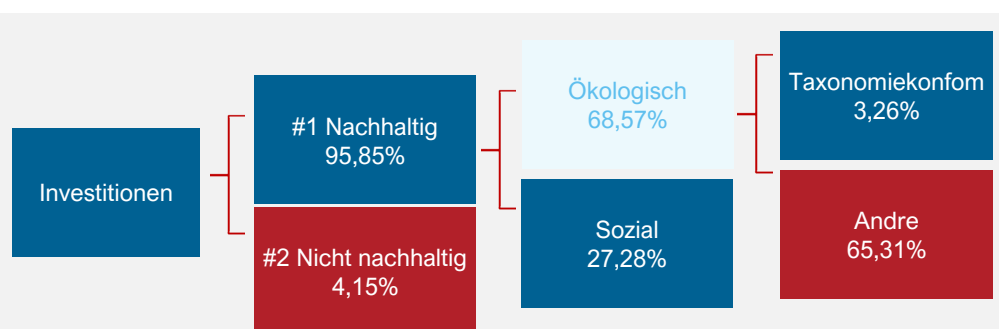 Investitionen
#1 Nachhaltig
95,85%
#2 Nicht nachhaltig
4,15%
Ökologisch
68,57%
Sozial
27,28%
Taxonomiekonfom
3,26%
Andre
65,31%